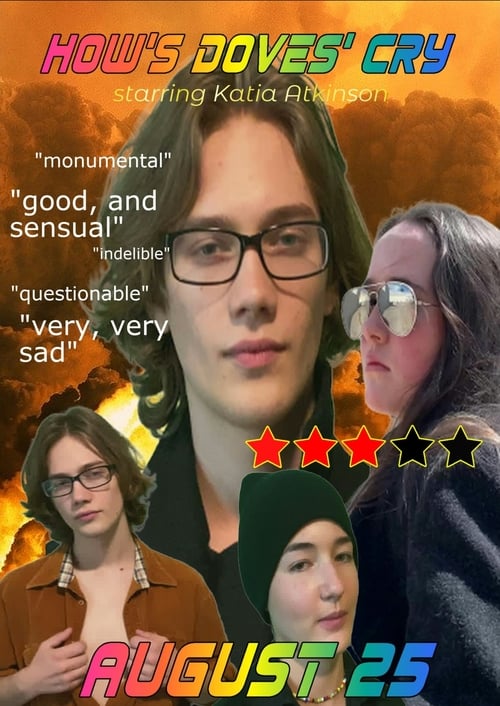 HOW'S DOVES' CRY
starring Katia Atkinson
"monumental"
"good, and
sensual"
"indelible"
"questionable"
"very, very
sad"
AUGUST 25